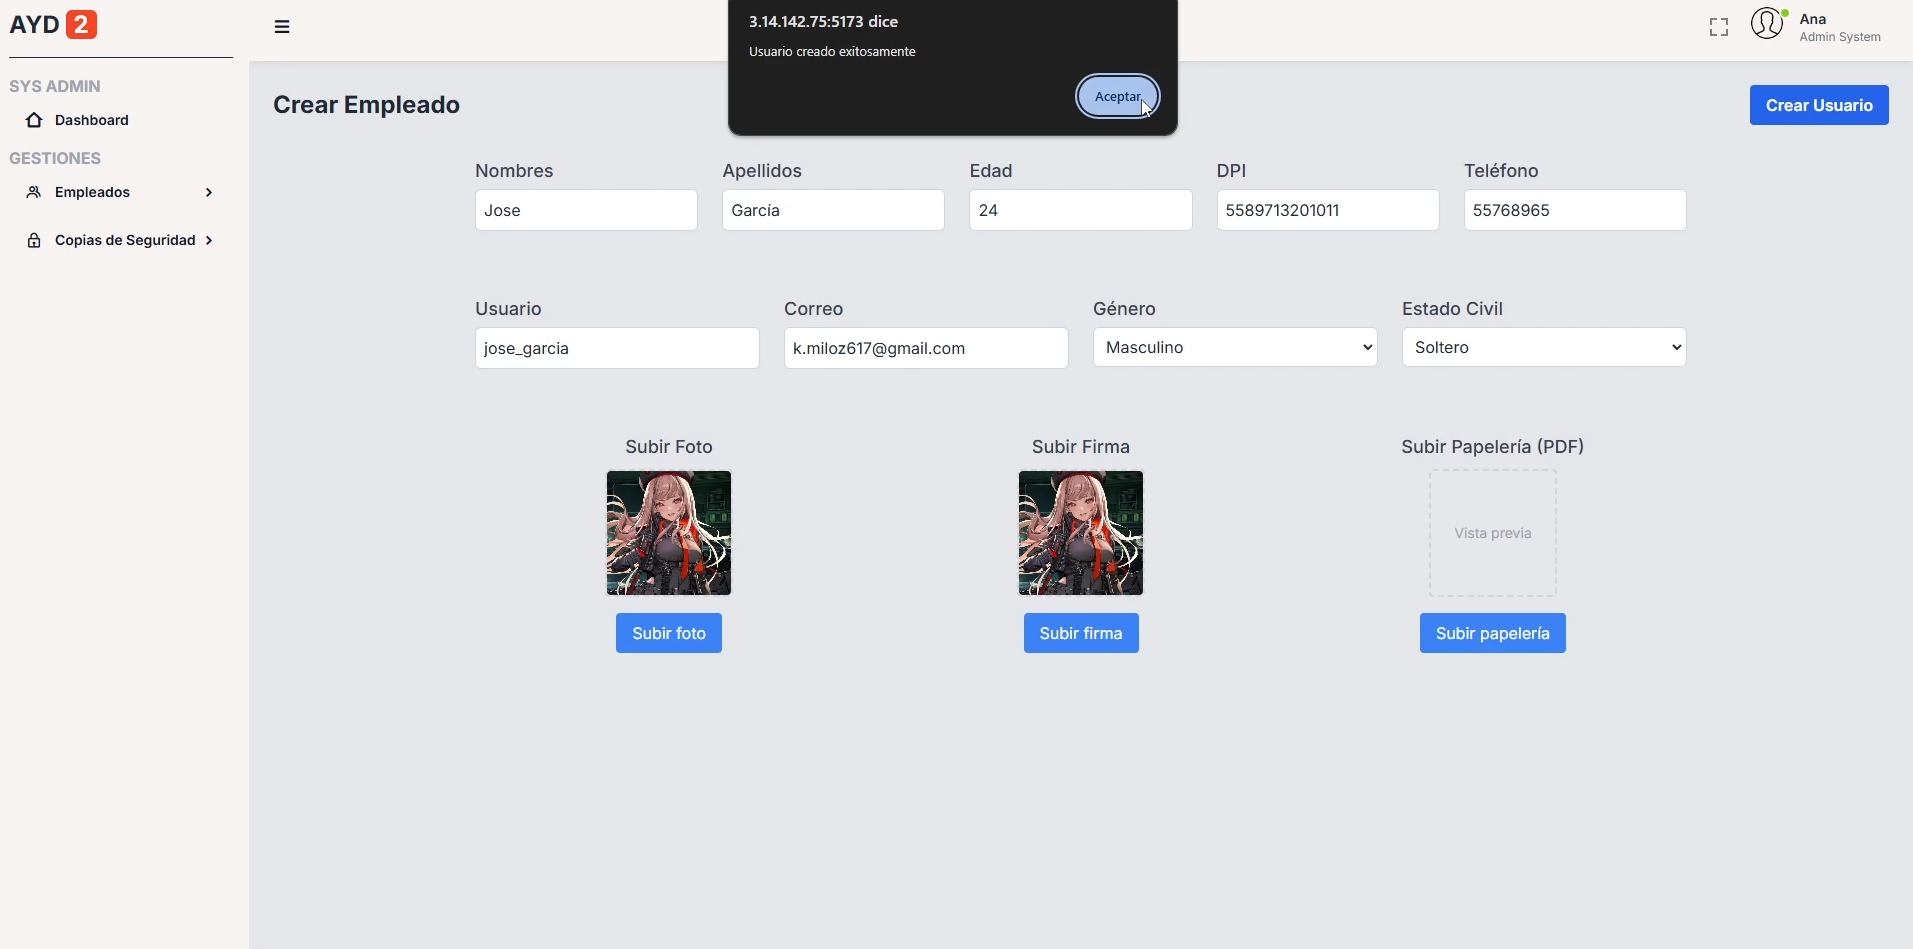 AYD 2
3.14.142.75:5173 dice
Usuario creado exitosamente
Aceptar
Ana
Admin System
SYS ADMIN
Dashboard
GESTIONES
Empleados
Copias de Seguridad
Crear Empleado
Crear Usuario
Nombres Apellidos Edad DPI Teléfono
Jose García 24 5589713201011 55768965
Usuario Correo Género Estado Civil
jose_garcia k.miloz617@gmail.com Masculino Soltero
Subir Foto Subir Firma Subir Papelería (PDF)
Vista previa
Subir foto Subir firma Subir papelería